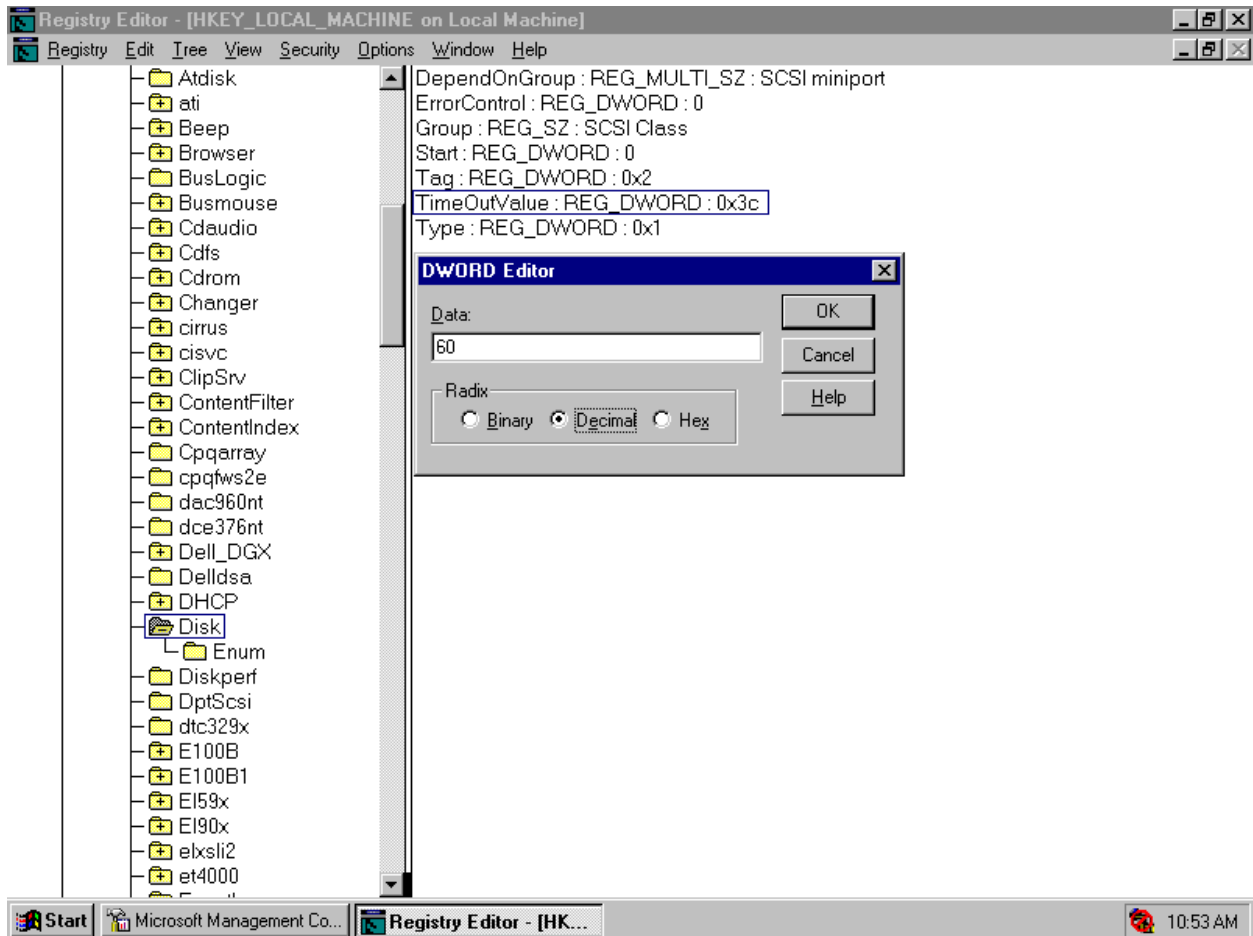 Registry Editor - [HKEY_LOCAL_MACHINE on Local Machine]
Registry Edit Tree View Security Options Window Help
Atdisk
ati
Beep
Browser
BusLogic
Busmouse
Cdaudio
Cdfs
Cdrom
Changer
cirrus
cisvc
ClipSrv
ContentFilter
ContentIndex
Cpqarray
cpqfws2e
dac960nt
dce376nt
Dell_DGX
Delldsa
DHCP
Disk
Enum
Diskperf
DptScsi
dtc329x
E100B
E100B1
El59x
El90x
elxsli2
et4000
DependOnGroup : REG_MULTI_SZ : SCSI miniport
ErrorControl : REG_DWORD : 0
Group : REG_SZ : SCSI Class
Start : REG_DWORD : 0
Tag : REG_DWORD : 0x2
TimeOutValue : REG_DWORD : 0x3c
Type : REG_DWORD : 0x1
DWORD Editor
Data:
60
Radix
Binary Decimal Hex
OK
Cancel
Help
Start Microsoft Management Co... Registry Editor - [HK... 10:53 AM